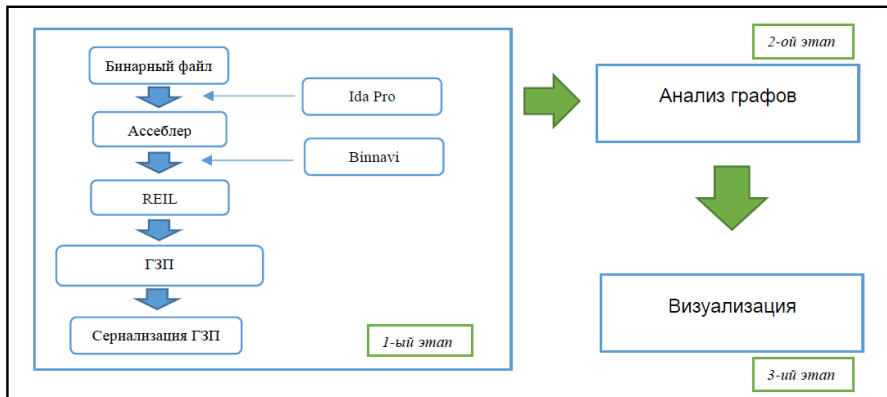 Бинарный файл
Ida Pro
Ассеблер
Binnavi
REIL
ГЗП
Сернализация ГЗП
1-ый этап
2-ой этап
Анализ графов
Визуализация
3-ий этап